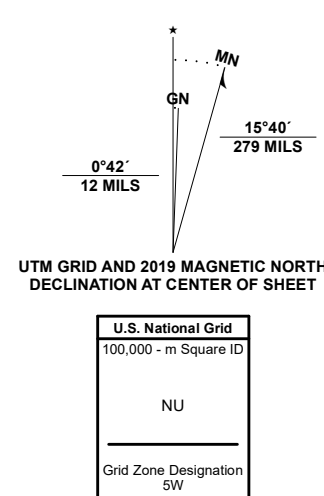 ★
MN
GN
15°40´
279 MILS
0°42´
12 MILS
UTM GRID AND 2019 MAGNETIC NORTH
DECLINATION AT CENTER OF SHEET
U.S. National Grid
100,000 - m Square ID
NU
Grid Zone Designation
5W